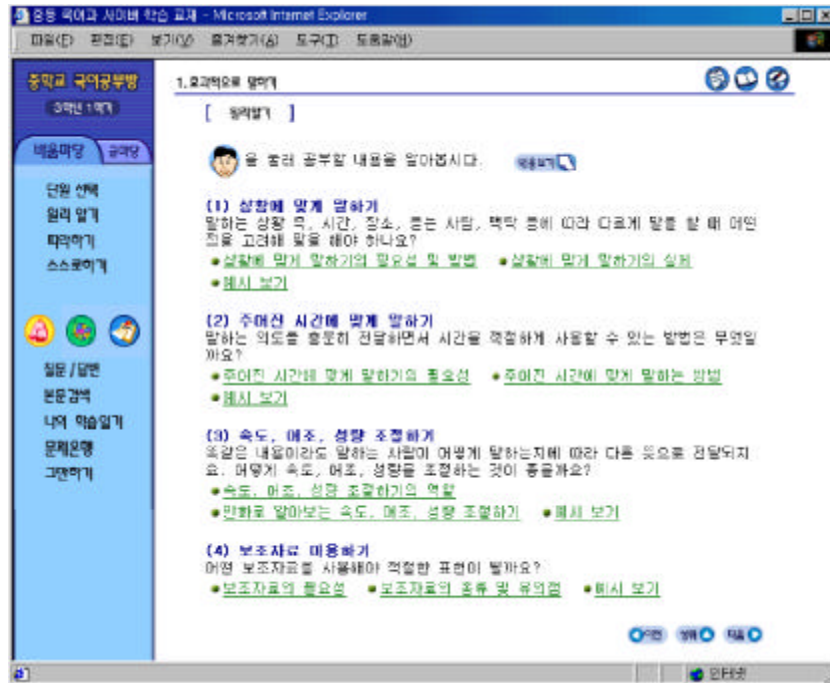 중등 국어과 사이버 학습 교재 - Microsoft Internet Explorer
파일(F) 편집(E) 보기(V) 즐겨찾기(A) 도구(T) 도움말(H)
중학교 국어공부방
3학년 1학기
배움마당 글마당
단원 선택
원리 알기
따라하기
스스로하기
질문 / 답변
본문검색
나의 학습일기
문제은행
그만하기
1.효과적으로 말하기
[ 원리알기 ]
을 눌러 공부할 내용을 알아봅시다.
(1) 상황에 맞게 말하기
말하는 상황 즉, 시간, 장소, 듣는 사람, 맥락 등에 따라 다르게 말을 할 때 어떤
점을 고려해 말을 해야 하나요?
상황에 맞게 말하기의 필요성 및 방법 상황에 맞게 말하기의 실제
예시 보기
(2) 주어진 시간에 맞게 말하기
말하는 의도를 충분히 전달하면서 시간을 적절하게 사용할 수 있는 방법은 무엇일
까요?
주어진 시간에 맞게 말하기의 필요성 주어진 시간에 맞게 말하는 방법
예시 보기
(3) 속도, 어조, 성량 조절하기
똑같은 내용이라도 말하는 사람이 어떻게 말하는지에 따라 다른 뜻으로 전달되지
요. 어떻게 속도, 어조, 성량을 조절하는 것이 좋을까요?
속도, 어조, 성량 조절하기의 역할
만화로 알아보는 속도, 어조, 성량 조절하기 예시 보기
(4) 보조자료 이용하기
어떤 보조자료를 사용해야 적절한 표현이 될까요?
보조자료의 필요성 보조자료의 종류 및 유의점 예시 보기
이전 상위 다음
인터넷